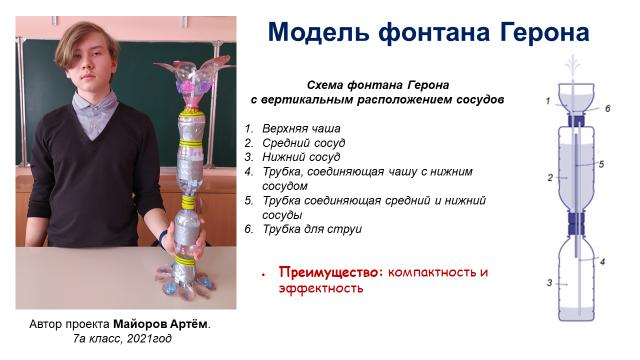 Модель фонтана Герона
Схема фонтана Герона
с вертикальным расположением сосудов
1. Верхняя чаша
2. Средний сосуд
3. Нижний сосуд
4. Трубка, соединяющая чашу с нижним
сосудом
5. Трубка соединяющая средний и нижний
сосуды
6. Трубка для струи
• Преимущество: компактность и
эффектность
Автор проекта Майоров Артём.
7а класс, 2021год
1
6
5
2
4
3